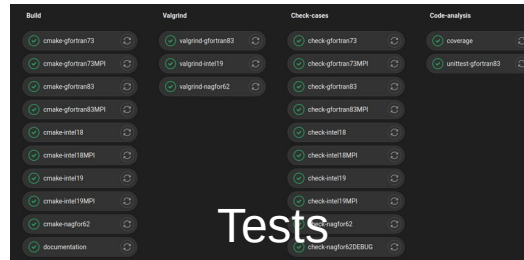 Build
cmake-gfortran73
cmake-gfortran73MPI
cmake-gfortran83
cmake-gfortran83MPI
cmake-intel18
cmake-intel18MPI
cmake-intel19
cmake-intel19MPI
cmake-nagfor62
documentation
Valgrind
valgrind-gfortran83
valgrind-intel19
valgrind-nagfor62
Check-cases
check-gfortran73
check-gfortran73MPI
check-gfortran83
check-gfortran83MPI
check-intel18
check-intel18MPI
check-intel19
check-intel19MPI
check-nagfor62
check-nagfor62DEBUG
Code-analysis
coverage
unittest-gfortran83
Tests